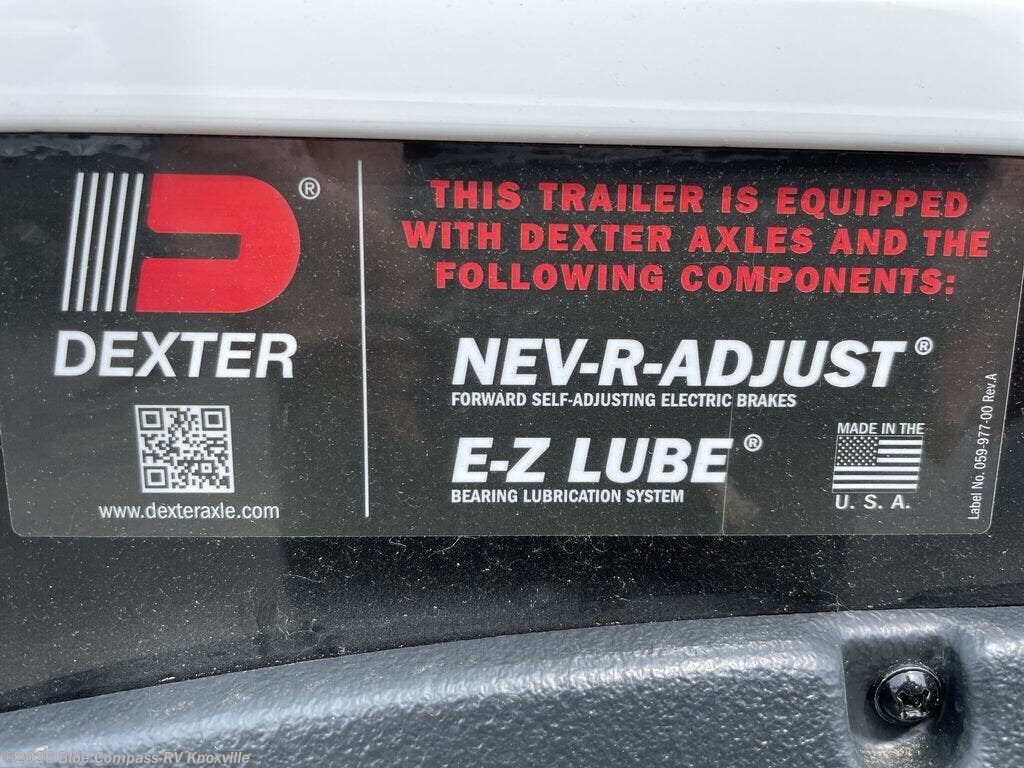 ®
DEXTER
www.dexteraxle.com
THIS TRAILER IS EQUIPPED
WITH DEXTER AXLES AND THE
FOLLOWING COMPONENTS:
NEV-R-ADJUST®
FORWARD SELF-ADJUSTING ELECTRIC BRAKES
E-Z LUBE®
BEARING LUBRICATION SYSTEM
MADE IN THE
U. S. A.
Label No. 059-977-00 Rev.A
Blue Compass RV Knoxville